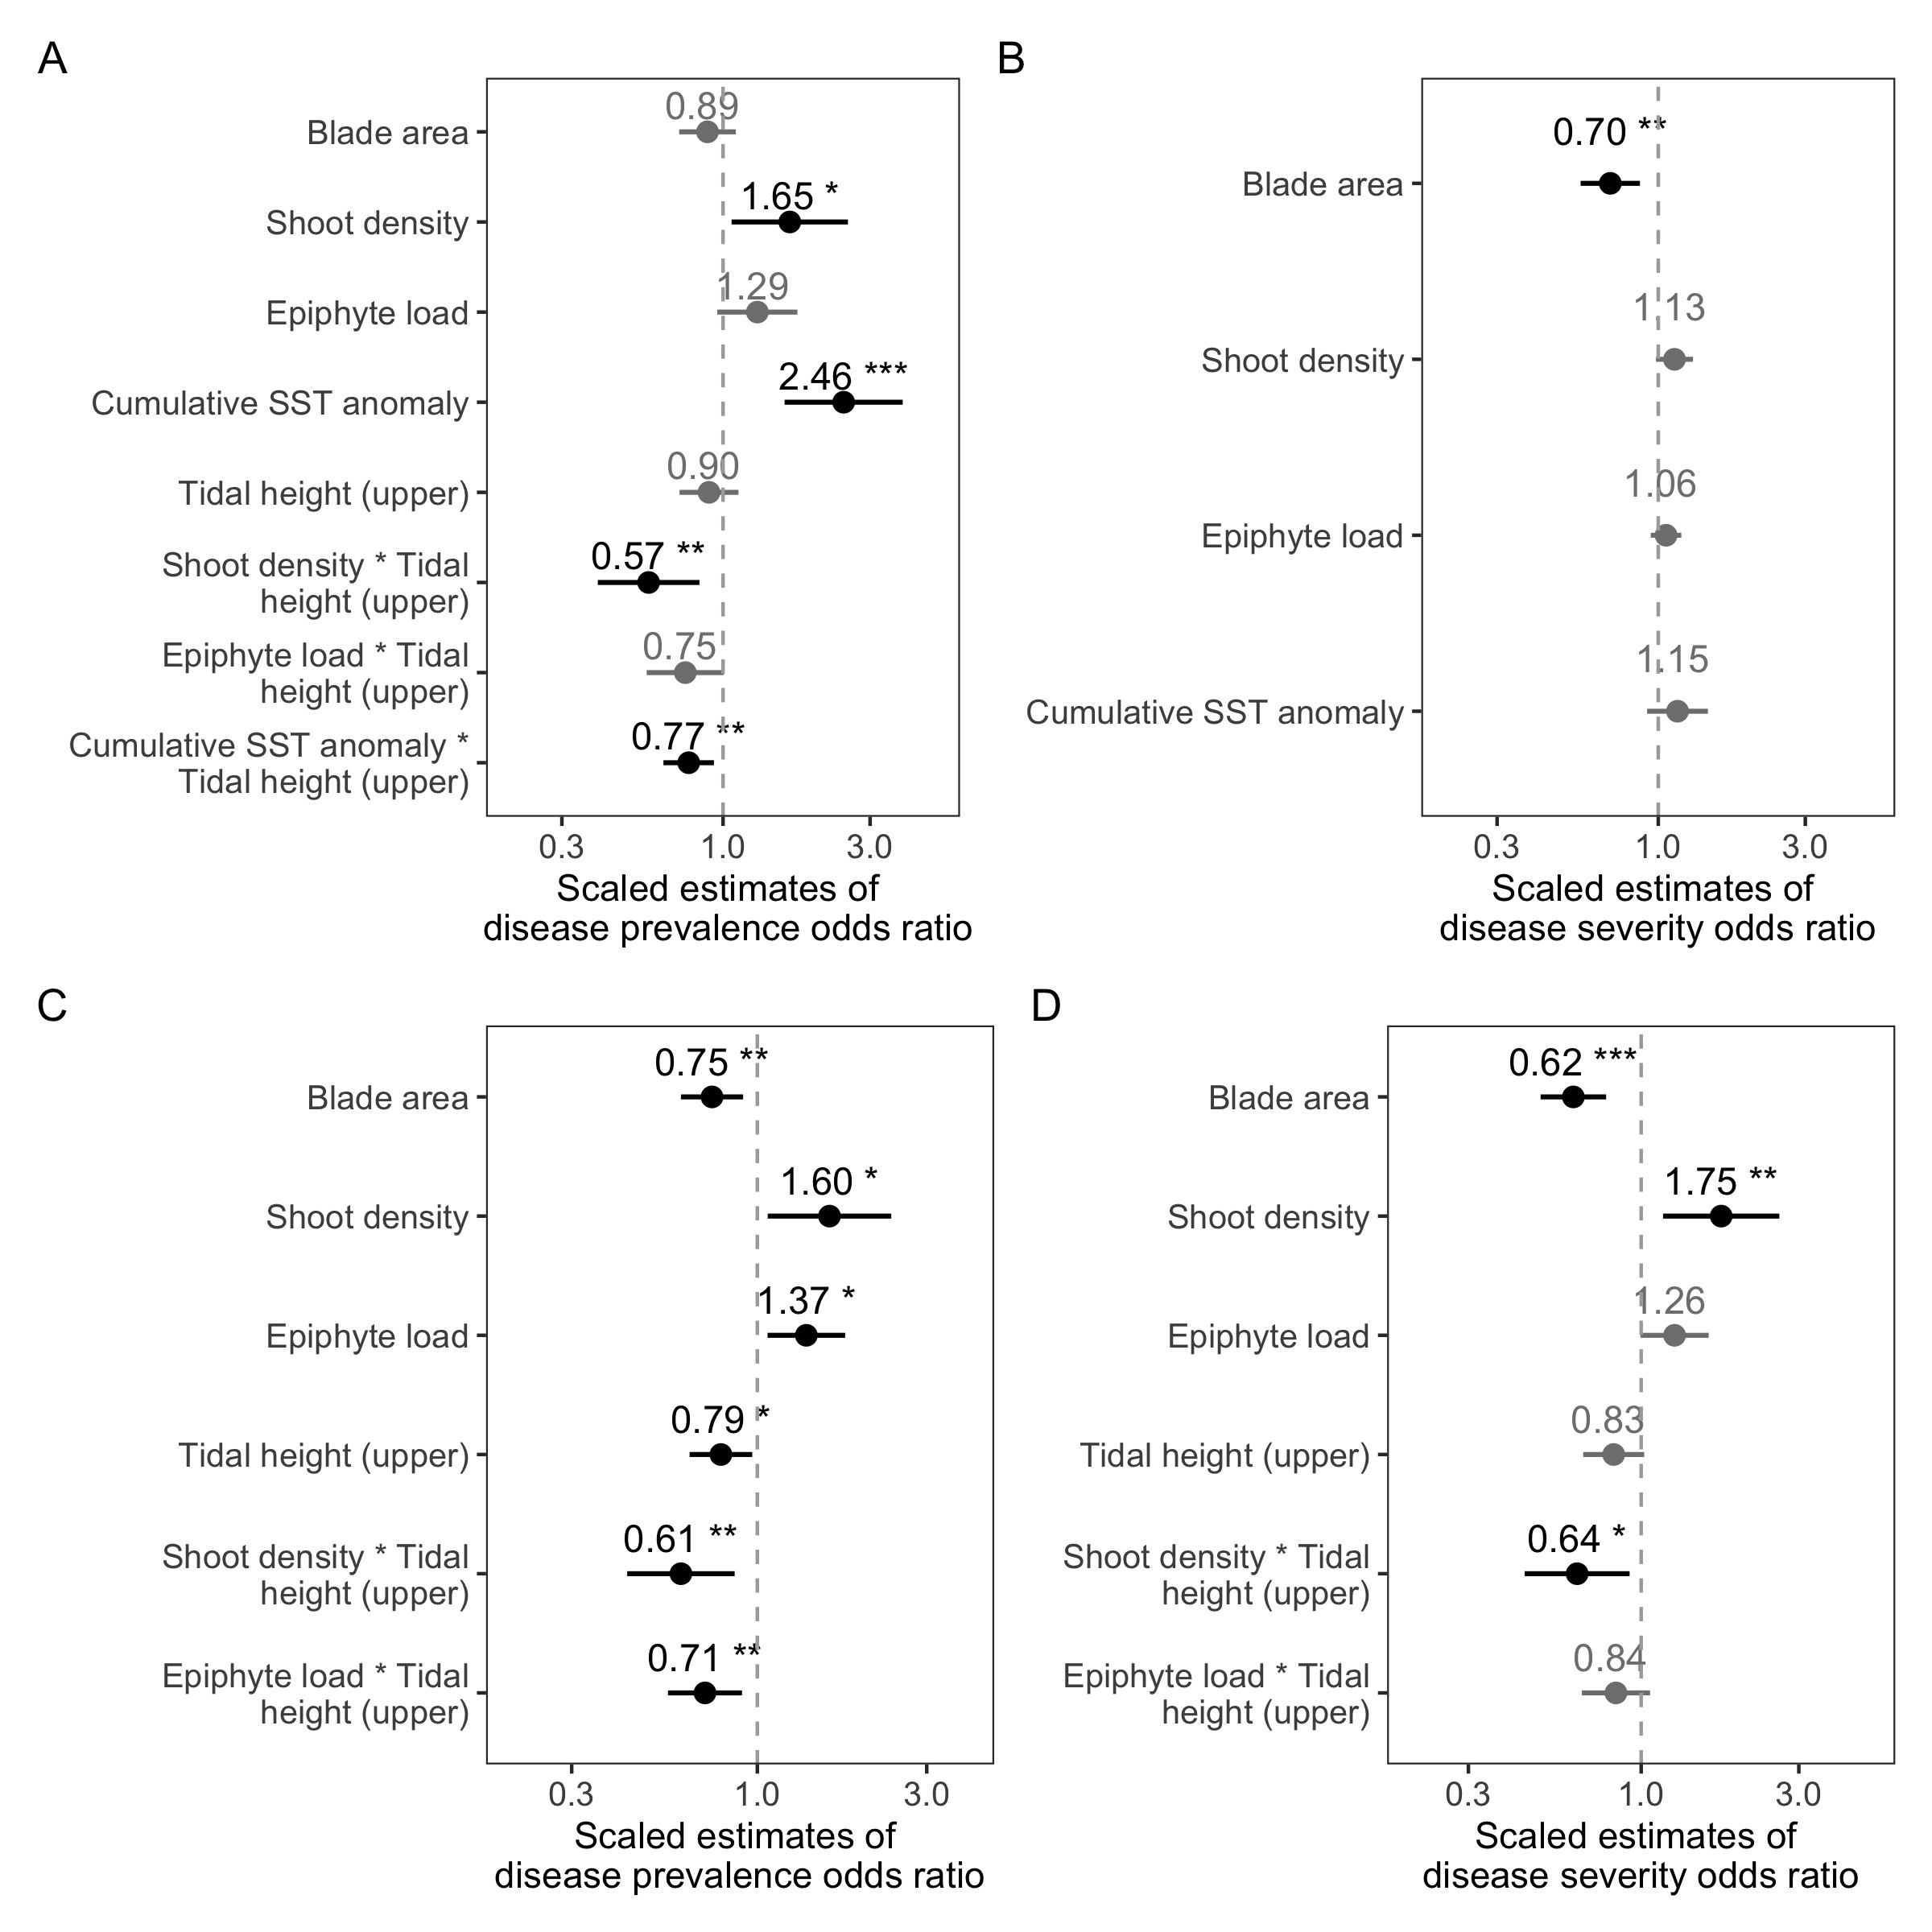 A
0.89
Blade area
1.65 *
Shoot density
1.29
Epiphyte load
2.46 ***
Cumulative SST anomaly
0.90
Tidal height (upper)
0.57 **
Shoot density * Tidal
height (upper)
0.75
Epiphyte load * Tidal
height (upper)
0.77 **
Cumulative SST anomaly *
Tidal height (upper)
0.3 1.0 3.0
Scaled estimates of
disease prevalence odds ratio
B
0.70 **
Blade area
1.13
Shoot density
1.06
Epiphyte load
1.15
Cumulative SST anomaly
0.3 1.0 3.0
Scaled estimates of
disease severity odds ratio
C
0.75 **
Blade area
1.60 *
Shoot density
1.37 *
Epiphyte load
0.79 *
Tidal height (upper)
0.61 **
Shoot density * Tidal
height (upper)
0.71 **
Epiphyte load * Tidal
height (upper)
0.3 1.0 3.0
Scaled estimates of
disease prevalence odds ratio
D
0.62 ***
Blade area
1.75 **
Shoot density
1.26
Epiphyte load
0.83
Tidal height (upper)
0.64 *
Shoot density * Tidal
height (upper)
0.84
Epiphyte load * Tidal
height (upper)
0.3 1.0 3.0
Scaled estimates of
disease severity odds ratio